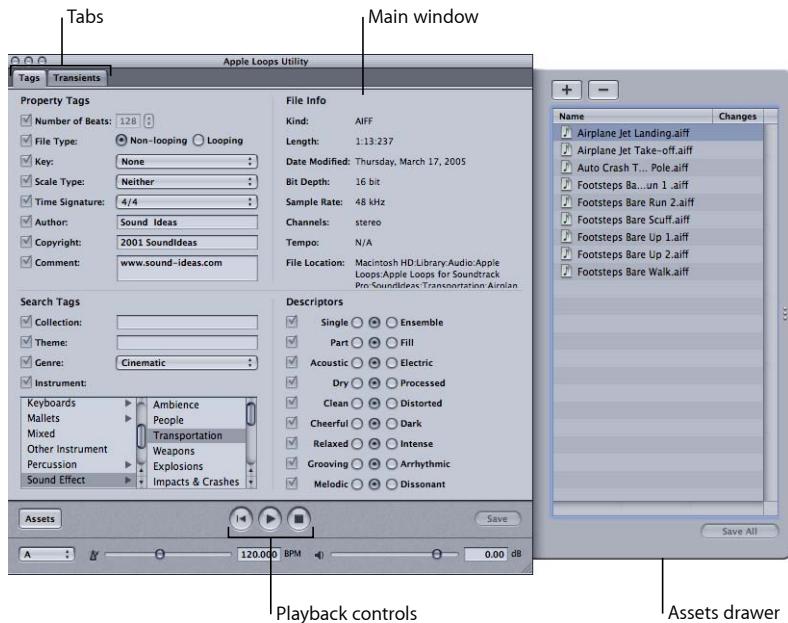 Tabs
Main window
Apple Loops Utility
Tags Transients
Property Tags
Number of Beats: 128
File Type: Non-looping Looping
Key: None
Scale Type: Neither
Time Signature: 4/4
Author: Sound Ideas
Copyright: 2001 SoundIdeas
Comment: www.sound-ideas.com
File Info
Kind: AIFF
Length: 1:13:237
Date Modified: Thursday, March 17, 2005
Bit Depth: 16 bit
Sample Rate: 48 kHz
Channels: stereo
Tempo: N/A
File Location: Macintosh HD:Library:Audio:Apple
Loops:Apple Loops for Soundtrack
Pro:SoundIdeas:Transportation:Airplan
Search Tags
Collection:
Theme:
Genre: Cinematic
Instrument:
Keyboards
Mallets
Mixed
Other Instrument
Percussion
Sound Effect
Ambience
People
Transportation
Weapons
Explosions
Impacts & Crashes
Descriptors
Single Ensemble
Part Fill
Acoustic Electric
Dry Processed
Clean Distorted
Cheerful Dark
Relaxed Intense
Grooving Arrhythmic
Melodic Dissonant
Assets
Save
A
120.000 BPM
0.00 dB
Name Changes
Airplane Jet Landing.aiff
Airplane Jet Take-off.aiff
Auto Crash T... Pole.aiff
Footsteps Ba...un 1 .aiff
Footsteps Bare Run 2.aiff
Footsteps Bare Scuff.aiff
Footsteps Bare Up 1.aiff
Footsteps Bare Up 2.aiff
Footsteps Bare Walk.aiff
Save All
Playback controls
Assets drawer